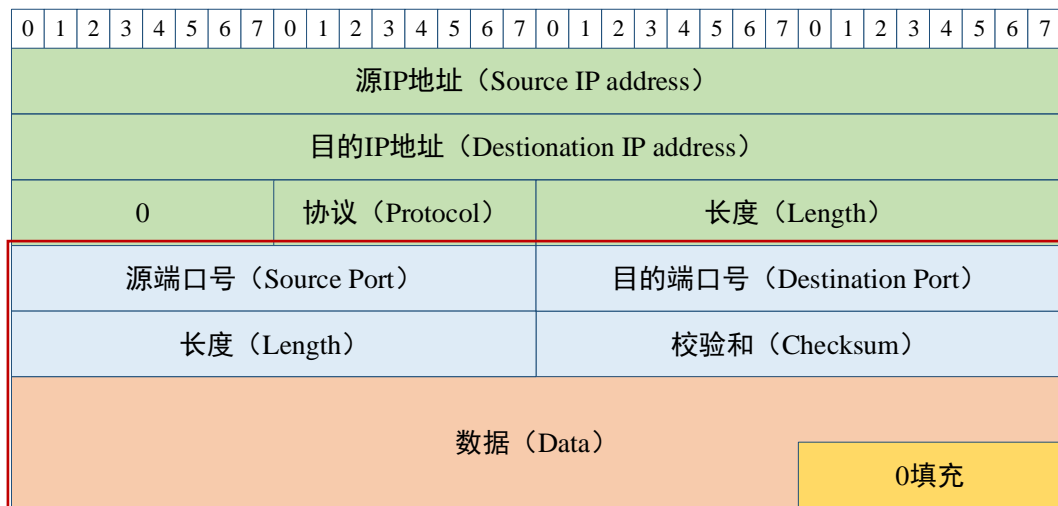 0 1 2 3 4 5 6 7 0 1 2 3 4 5 6 7 0 1 2 3 4 5 6 7 0 1 2 3 4 5 6 7
源IP地址（Source IP address）
目的IP地址（Destionation IP address）
0 协议（Protocol） 长度（Length）
源端口号（Source Port） 目的端口号（Destination Port）
长度（Length） 校验和（Checksum）
数据（Data）
0填充